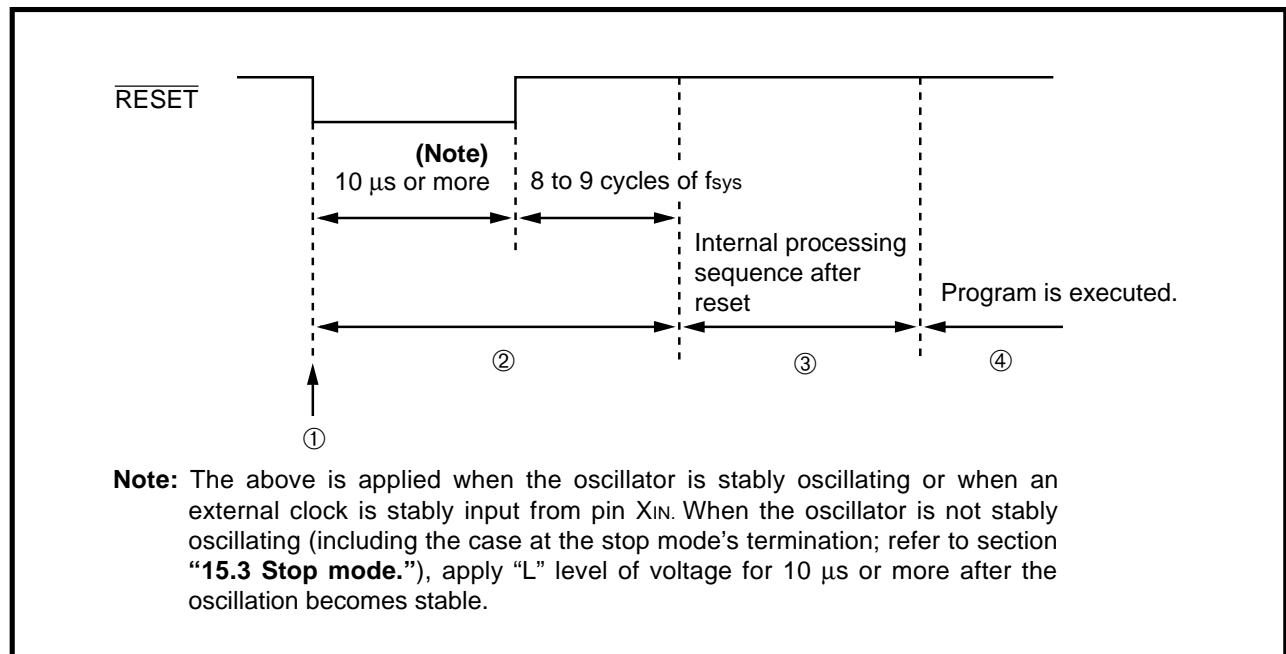 RESET
(Note)
10 μs or more
8 to 9 cycles of fsys
Internal processing
sequence after
reset
Program is executed.
②
③
④
①
Note: The above is applied when the oscillator is stably oscillating or when an
external clock is stably input from pin XIN. When the oscillator is not stably
oscillating (including the case at the stop mode’s termination; refer to section
“15.3 Stop mode.”), apply “L” level of voltage for 10 μs or more after the
oscillation becomes stable.